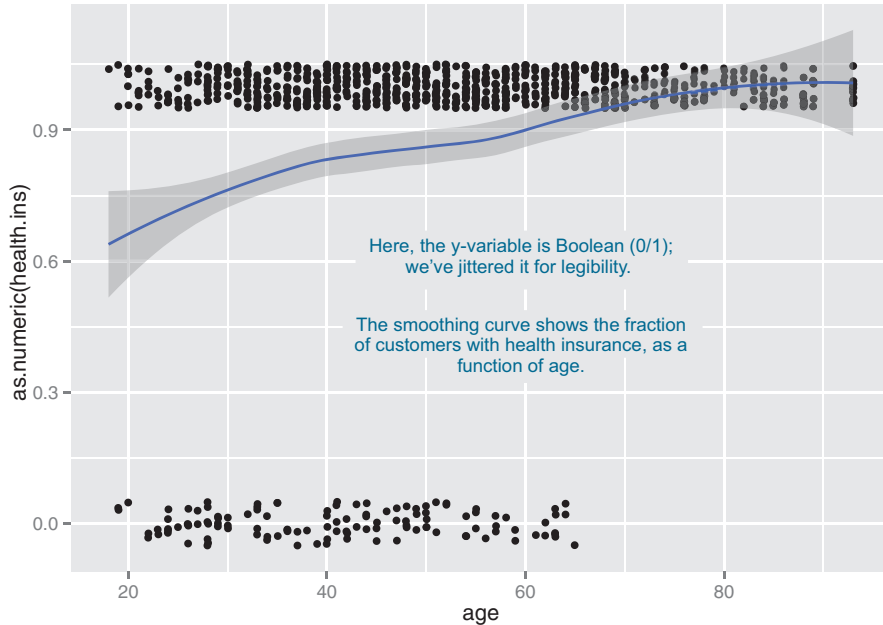 0.9
0.6
0.3
0.0
as.numeric(health.ins)
Here, the y-variable is Boolean (0/1);
we've jittered it for legibility.
The smoothing curve shows the fraction
of customers with health insurance, as a
function of age.
20 40 60 80
age